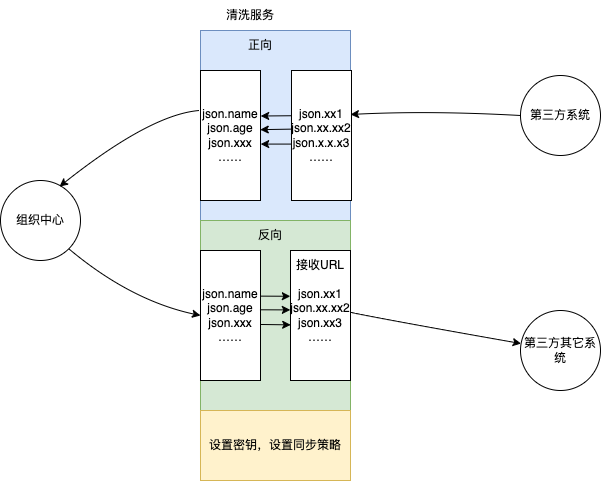 清洗服务
正向
json.name
json.age
json.xxx
......
json.xx1
json.xx.xx2
json.x.x.x3
......
第三方系统
组织中心
反向
json.name
json.age
json.xxx
......
接收URL
json.xx1
json.xx.xx2
json.xx3
......
第三方其它系
统
设置密钥，设置同步策略